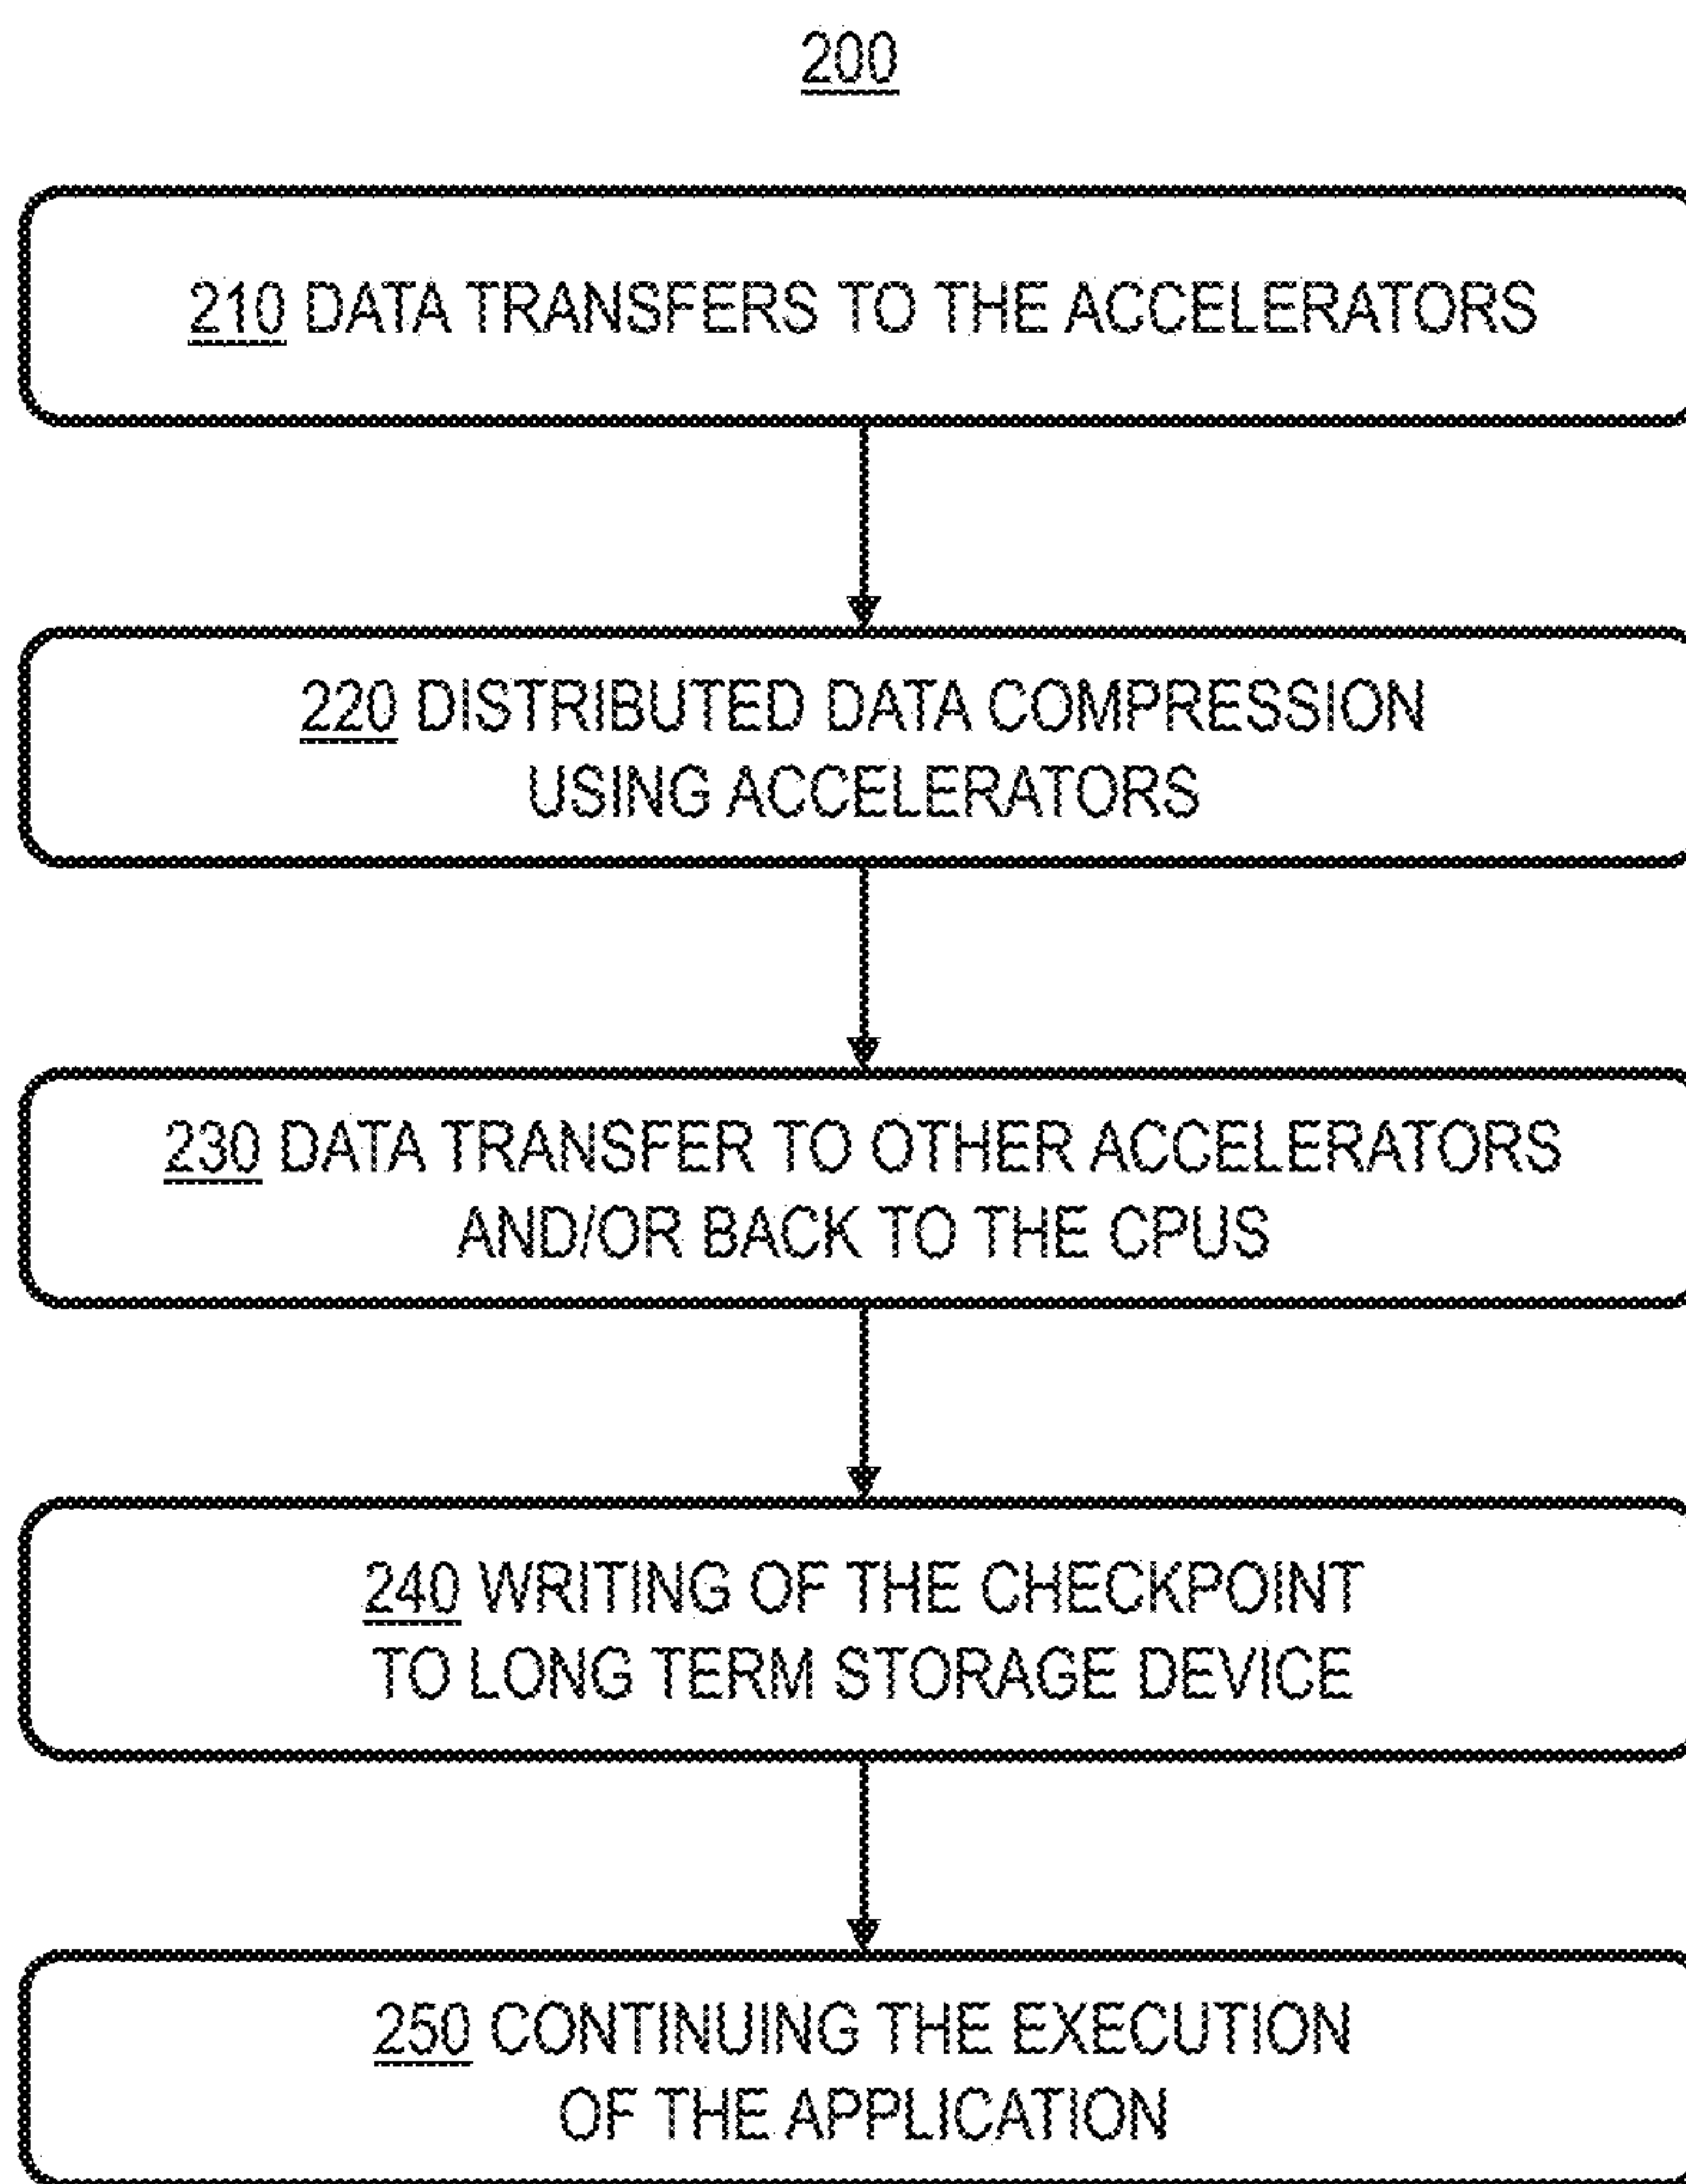 200
210 DATA TRANSFERS TO THE ACCELERATORS
220 DISTRIBUTED DATA COMPRESSION
USING ACCELERATORS
230 DATA TRANSFER TO OTHER ACCELERATORS
AND/OR BACK TO THE CPUS
240 WRITING OF THE CHECKPOINT
TO LONG TERM STORAGE DEVICE
250 CONTINUING THE EXECUTION
OF THE APPLICATION